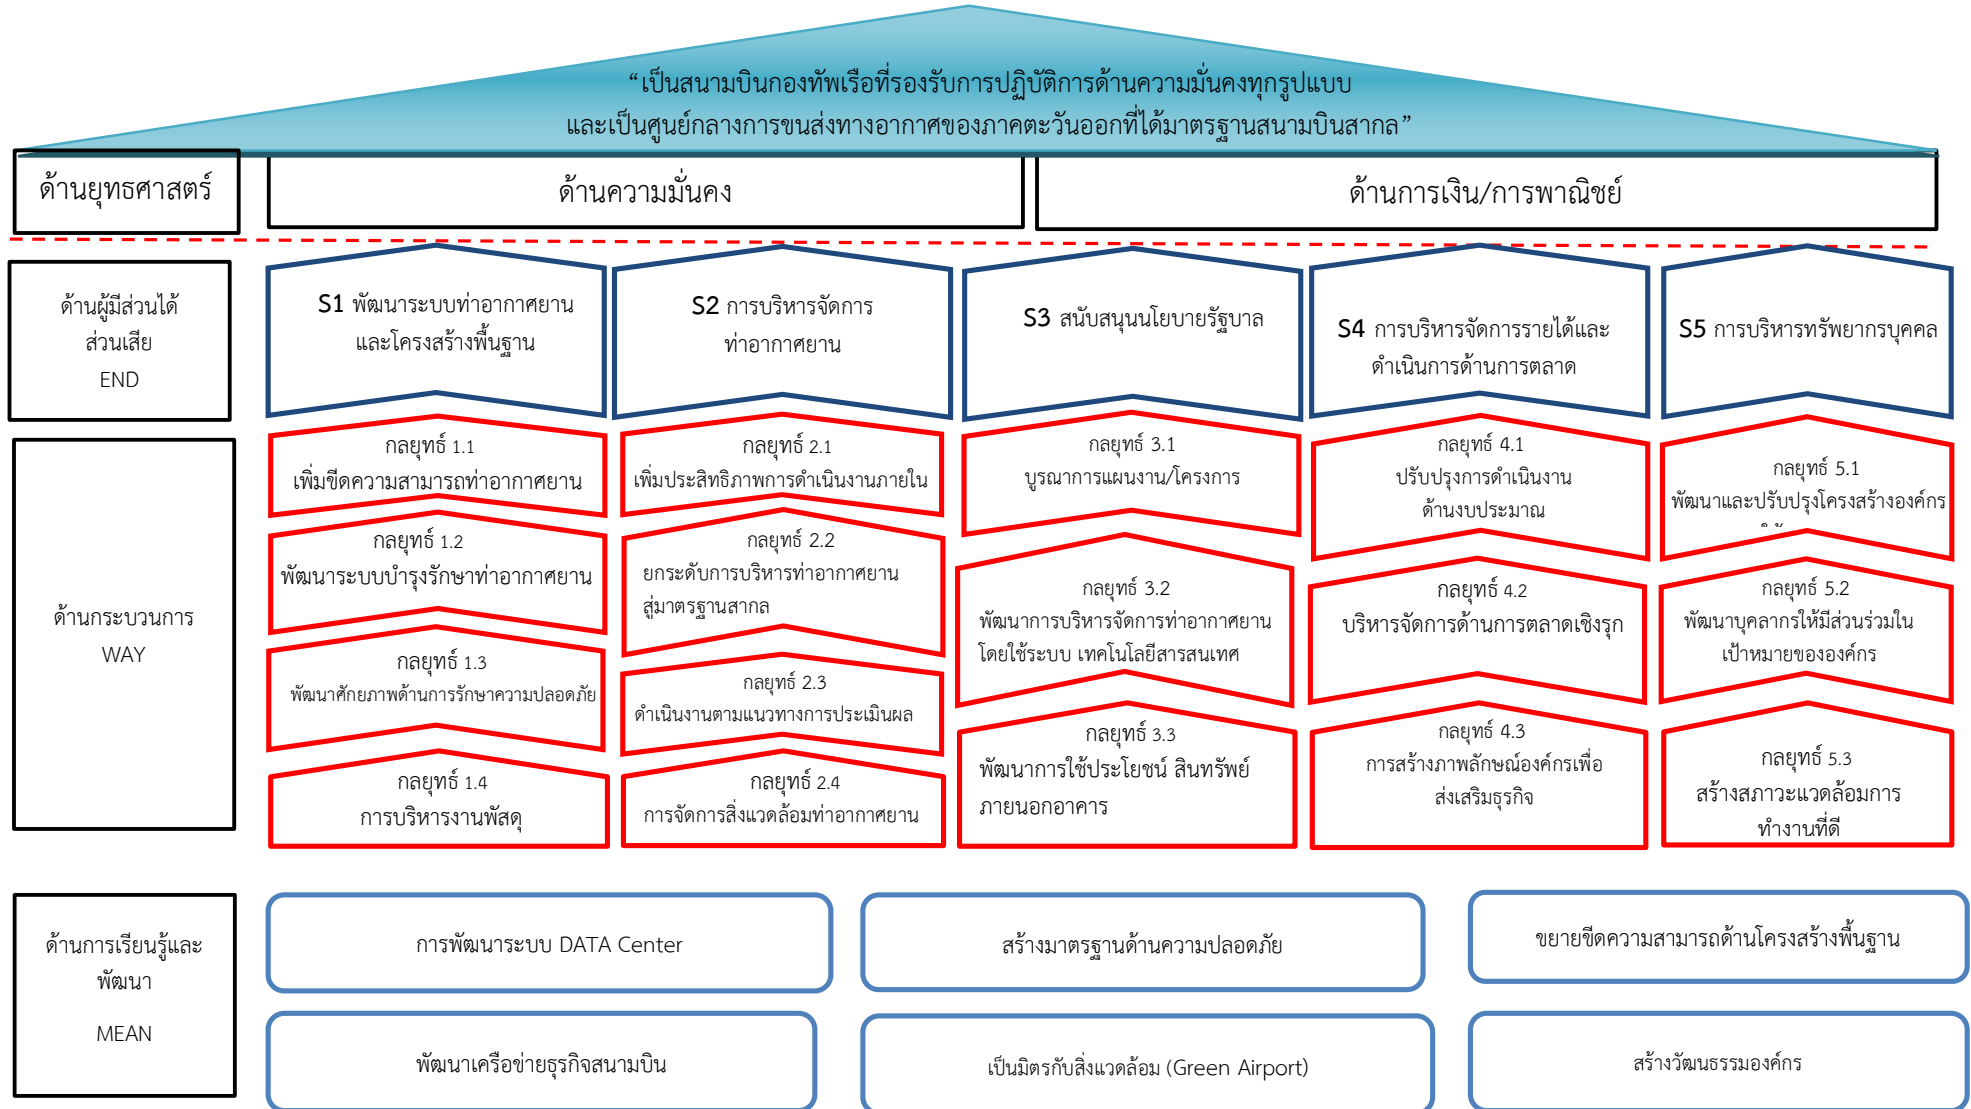 “เป็นสนามบินกองทัพเรือที่รองรับการปฏิบัติการด้านความมั่นคงทุกรูปแบบ
และเป็นศูนย์กลางการขนส่งทางอากาศของภาคตะวันออกที่ได้มาตรฐานสนามบินสากล”
ด้านยุทธศาสตร์
ด้านความมั่นคง
ด้านการเงิน/การพาณิชย์
ด้านผู้มีส่วนได้
ส่วนเสีย
END
S1 พัฒนาระบบท่าอากาศยาน
และโครงสร้างพื้นฐาน
S2 การบริหารจัดการ
ท่าอากาศยาน
S3 สนับสนุนนโยบายรัฐบาล
S4 การบริหารจัดการรายได้และ
ดำเนินการด้านการตลาด
S5 การบริหารทรัพยากรบุคคล
ด้านกระบวนการ
WAY
กลยุทธ์ 1.1
เพิ่มขีดความสามารถท่าอากาศยาน
กลยุทธ์ 1.2
พัฒนาระบบบำรุงรักษาท่าอากาศยาน
กลยุทธ์ 1.3
พัฒนาศักยภาพด้านการรักษาความปลอดภัย
กลยุทธ์ 1.4
การบริหารงานพัสดุ
กลยุทธ์ 2.1
เพิ่มประสิทธิภาพการดำเนินงานภายใน
กลยุทธ์ 2.2
ยกระดับการบริหารท่าอากาศยาน
สู่มาตรฐานสากล
กลยุทธ์ 2.3
ดำเนินงานตามแนวทางการประเมินผล
กลยุทธ์ 2.4
การจัดการสิ่งแวดล้อมท่าอากาศยาน
กลยุทธ์ 3.1
บูรณาการแผนงาน/โครงการ
กลยุทธ์ 3.2
พัฒนาการบริหารจัดการท่าอากาศยาน
โดยใช้ระบบ เทคโนโลยีสารสนเทศ
กลยุทธ์ 3.3
พัฒนาการใช้ประโยชน์ สินทรัพย์
ภายนอกอาคาร
กลยุทธ์ 4.1
ปรับปรุงการดำเนินงาน
ด้านงบประมาณ
กลยุทธ์ 4.2
บริหารจัดการด้านการตลาดเชิงรุก
กลยุทธ์ 4.3
การสร้างภาพลักษณ์องค์กรเพื่อ
ส่งเสริมธุรกิจ
กลยุทธ์ 5.1
พัฒนาและปรับปรุงโครงสร้างองค์กร
กลยุทธ์ 5.2
พัฒนาบุคลากรให้มีส่วนร่วมใน
เป้าหมายขององค์กร
กลยุทธ์ 5.3
สร้างสภาวะแวดล้อมการ
ทำงานที่ดี
ด้านการเรียนรู้และ
พัฒนา
MEAN
การพัฒนาระบบ DATA Center
สร้างมาตรฐานด้านความปลอดภัย
ขยายขีดความสามารถด้านโครงสร้างพื้นฐาน
พัฒนาเครือข่ายธุรกิจสนามบิน
เป็นมิตรกับสิ่งแวดล้อม (Green Airport)
สร้างวัฒนธรรมองค์กร